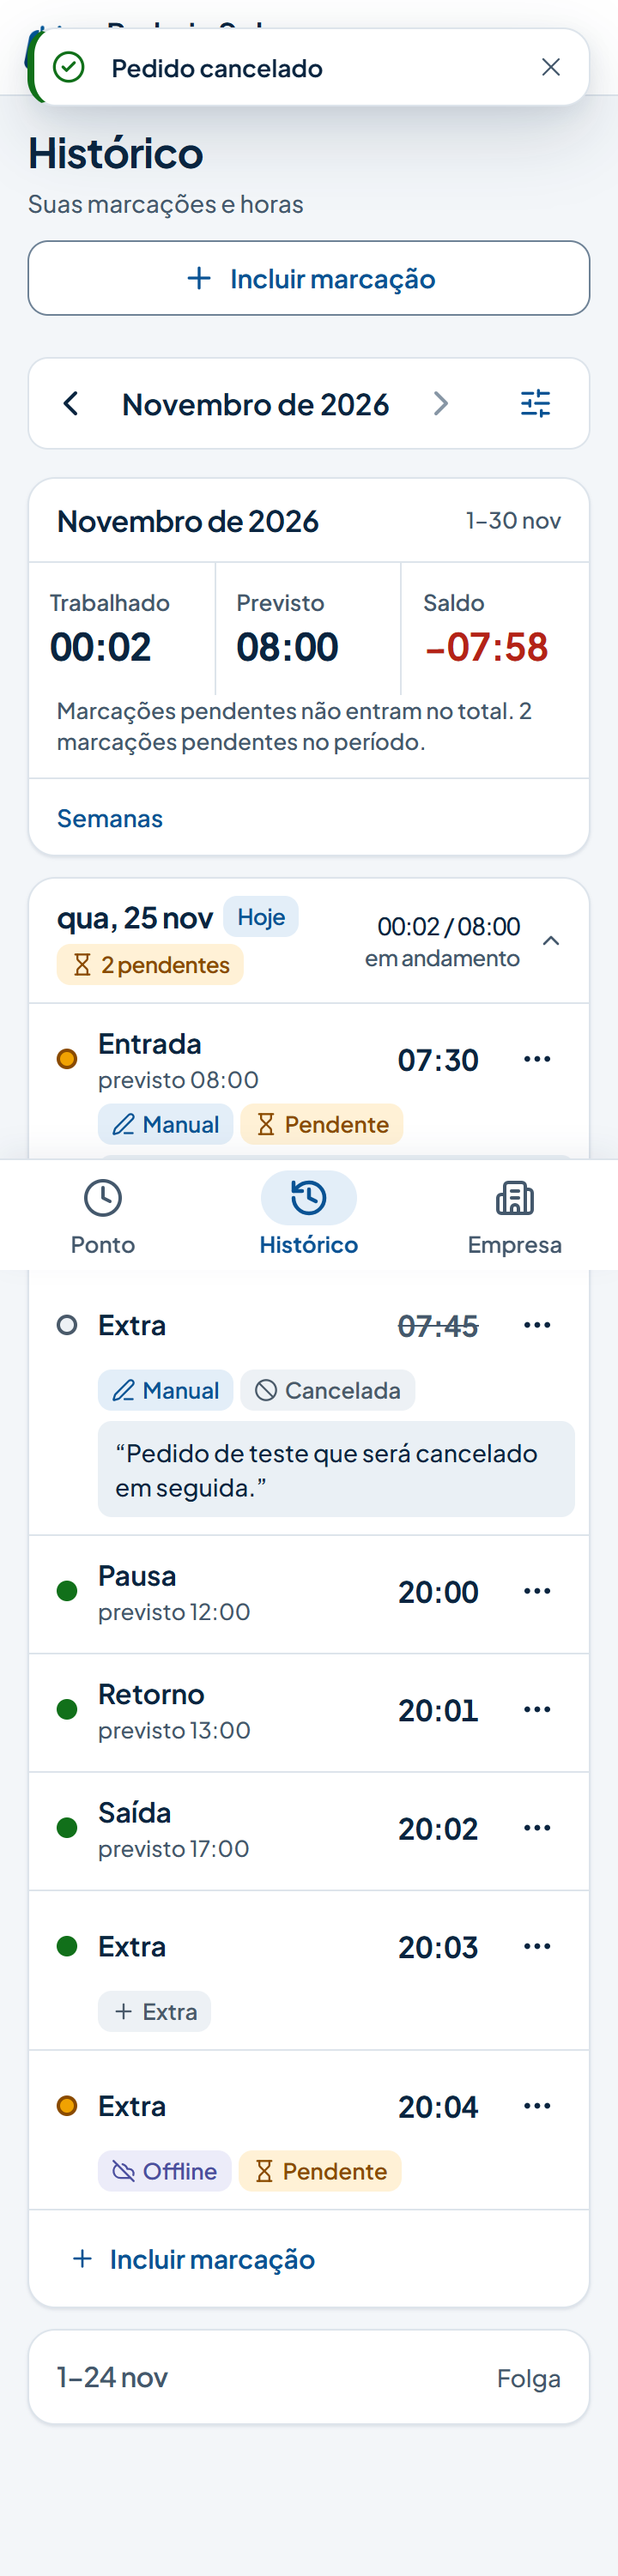 Pedido cancelado
Histórico
Suas marcações e horas
Incluir marcação
Novembro de 2026
Novembro de 2026
1–30 nov
Trabalhado
Previsto
Saldo
00:02
08:00
−07:58
Marcações pendentes não entram no total. 2
marcações pendentes no período.
Semanas
qua, 25 nov
Hoje
00:02 / 08:00
2 pendentes
em andamento
Entrada
07:30
previsto 08:00
Manual
Pendente
Ponto
Histórico
Empresa
Extra
07:45
Manual
Cancelada
“Pedido de teste que será cancelado
em seguida.”
Pausa
20:00
previsto 12:00
Retorno
20:01
previsto 13:00
Saída
20:02
previsto 17:00
Extra
20:03
Extra
Extra
20:04
Offline
Pendente
Incluir marcação
1–24 nov
Folga